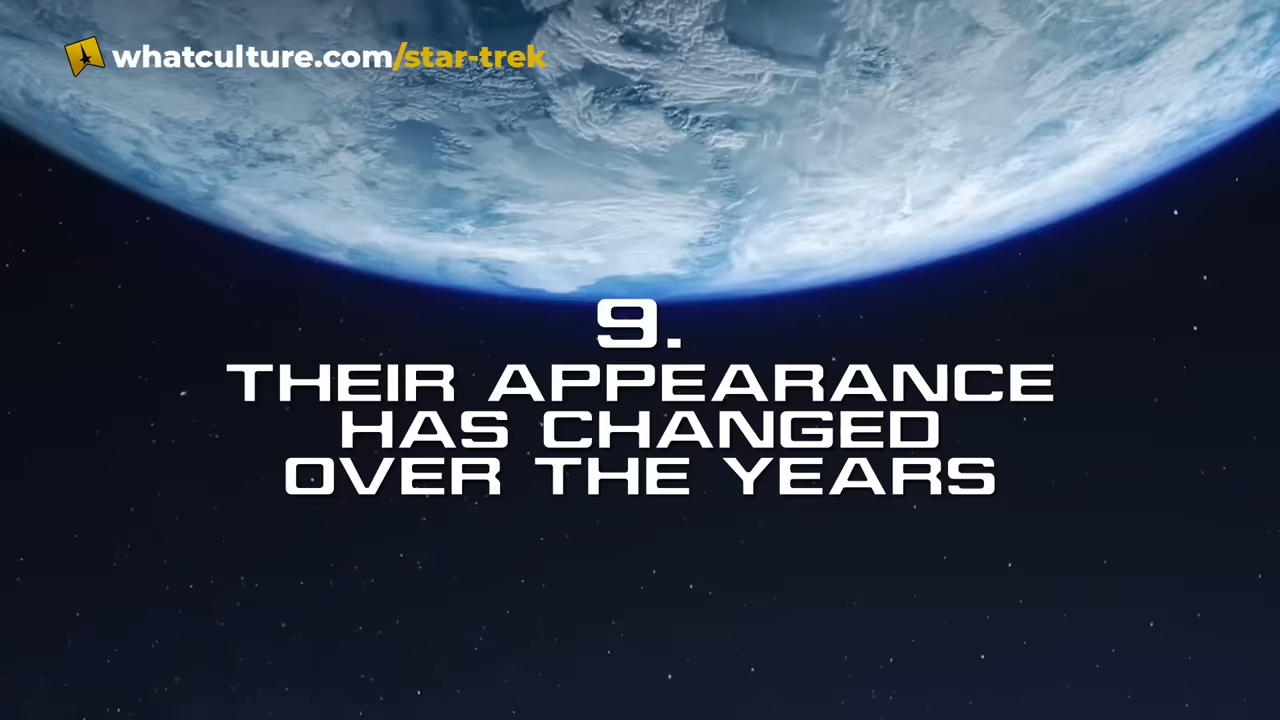 whatculture.com/star-trek
9.
THEIR APPEARANCE
HAS CHANGED
OVER THE YEARS